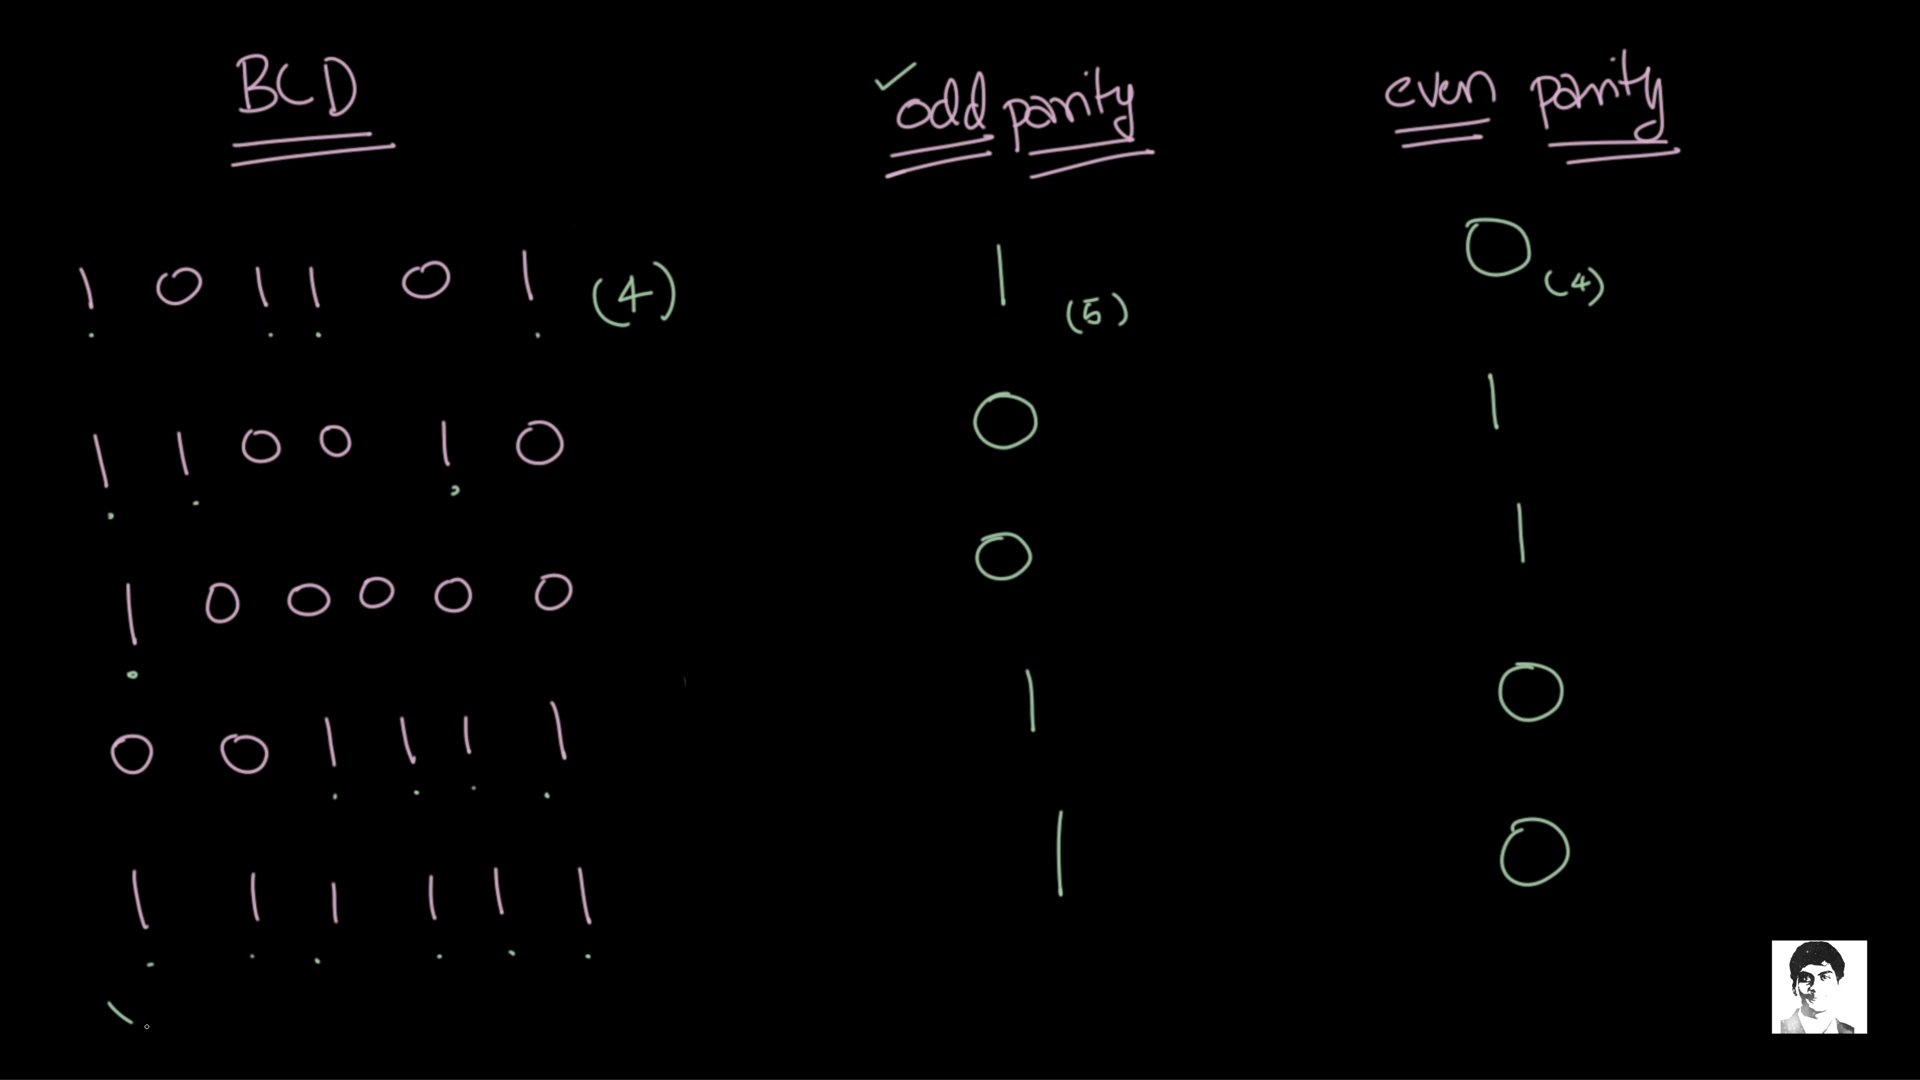 BCD odd parity even parity
1 0 1 1 0 1 (4) 1 (5) 0 (4)
1 1 0 0 1 0 0 1
1 0 0 0 0 0 0 1
0 0 1 1 1 1 1 0
1 1 1 1 1 1 1 0